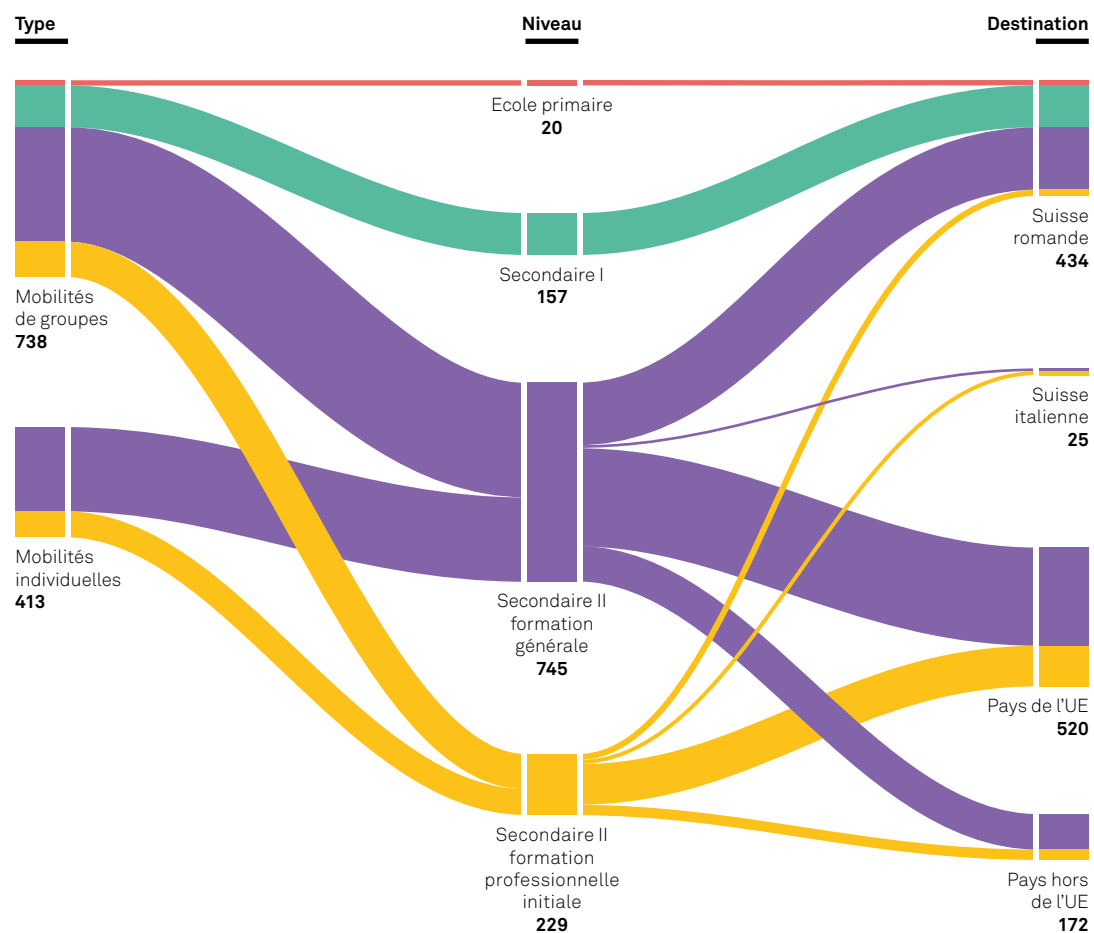 Type
Niveau
Destination
Ecole primaire
20
Suisse
romande
434
Secondaire I
157
Mobilités
de groupes
738
Suisse
italienne
25
Mobilités
individuelles
413
Secondaire II
formation
générale
745
Pays de l’UE
520
Secondaire II
formation
professionnelle
initiale
229
Pays hors
de l’UE
172